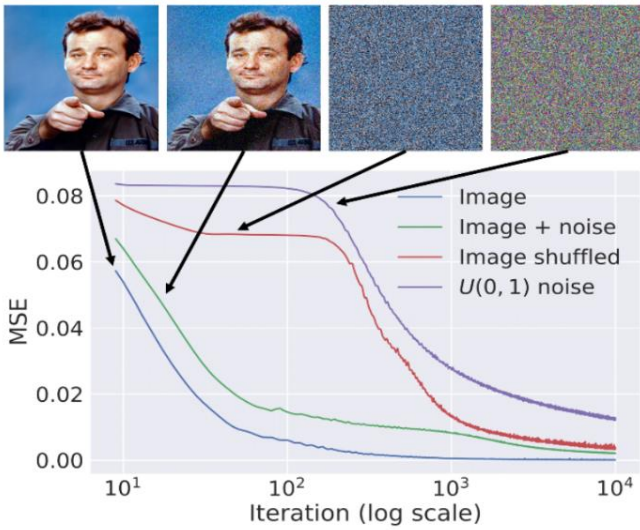 0.08
0.06
0.04
0.02
0.00
MSE
Image
Image + noise
Image shuffled
U(0, 1) noise
10¹ 10² 10³ 10⁴
Iteration (log scale)